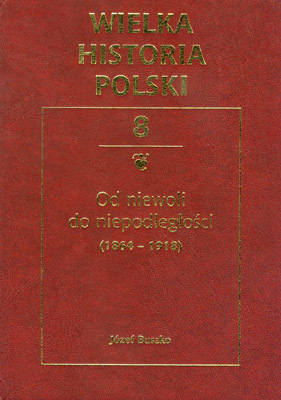 WIELKA
HISTORIA
POLSKI
8
Od niewoli
do niepodległości
(1864 – 1918)
Józef Buszko